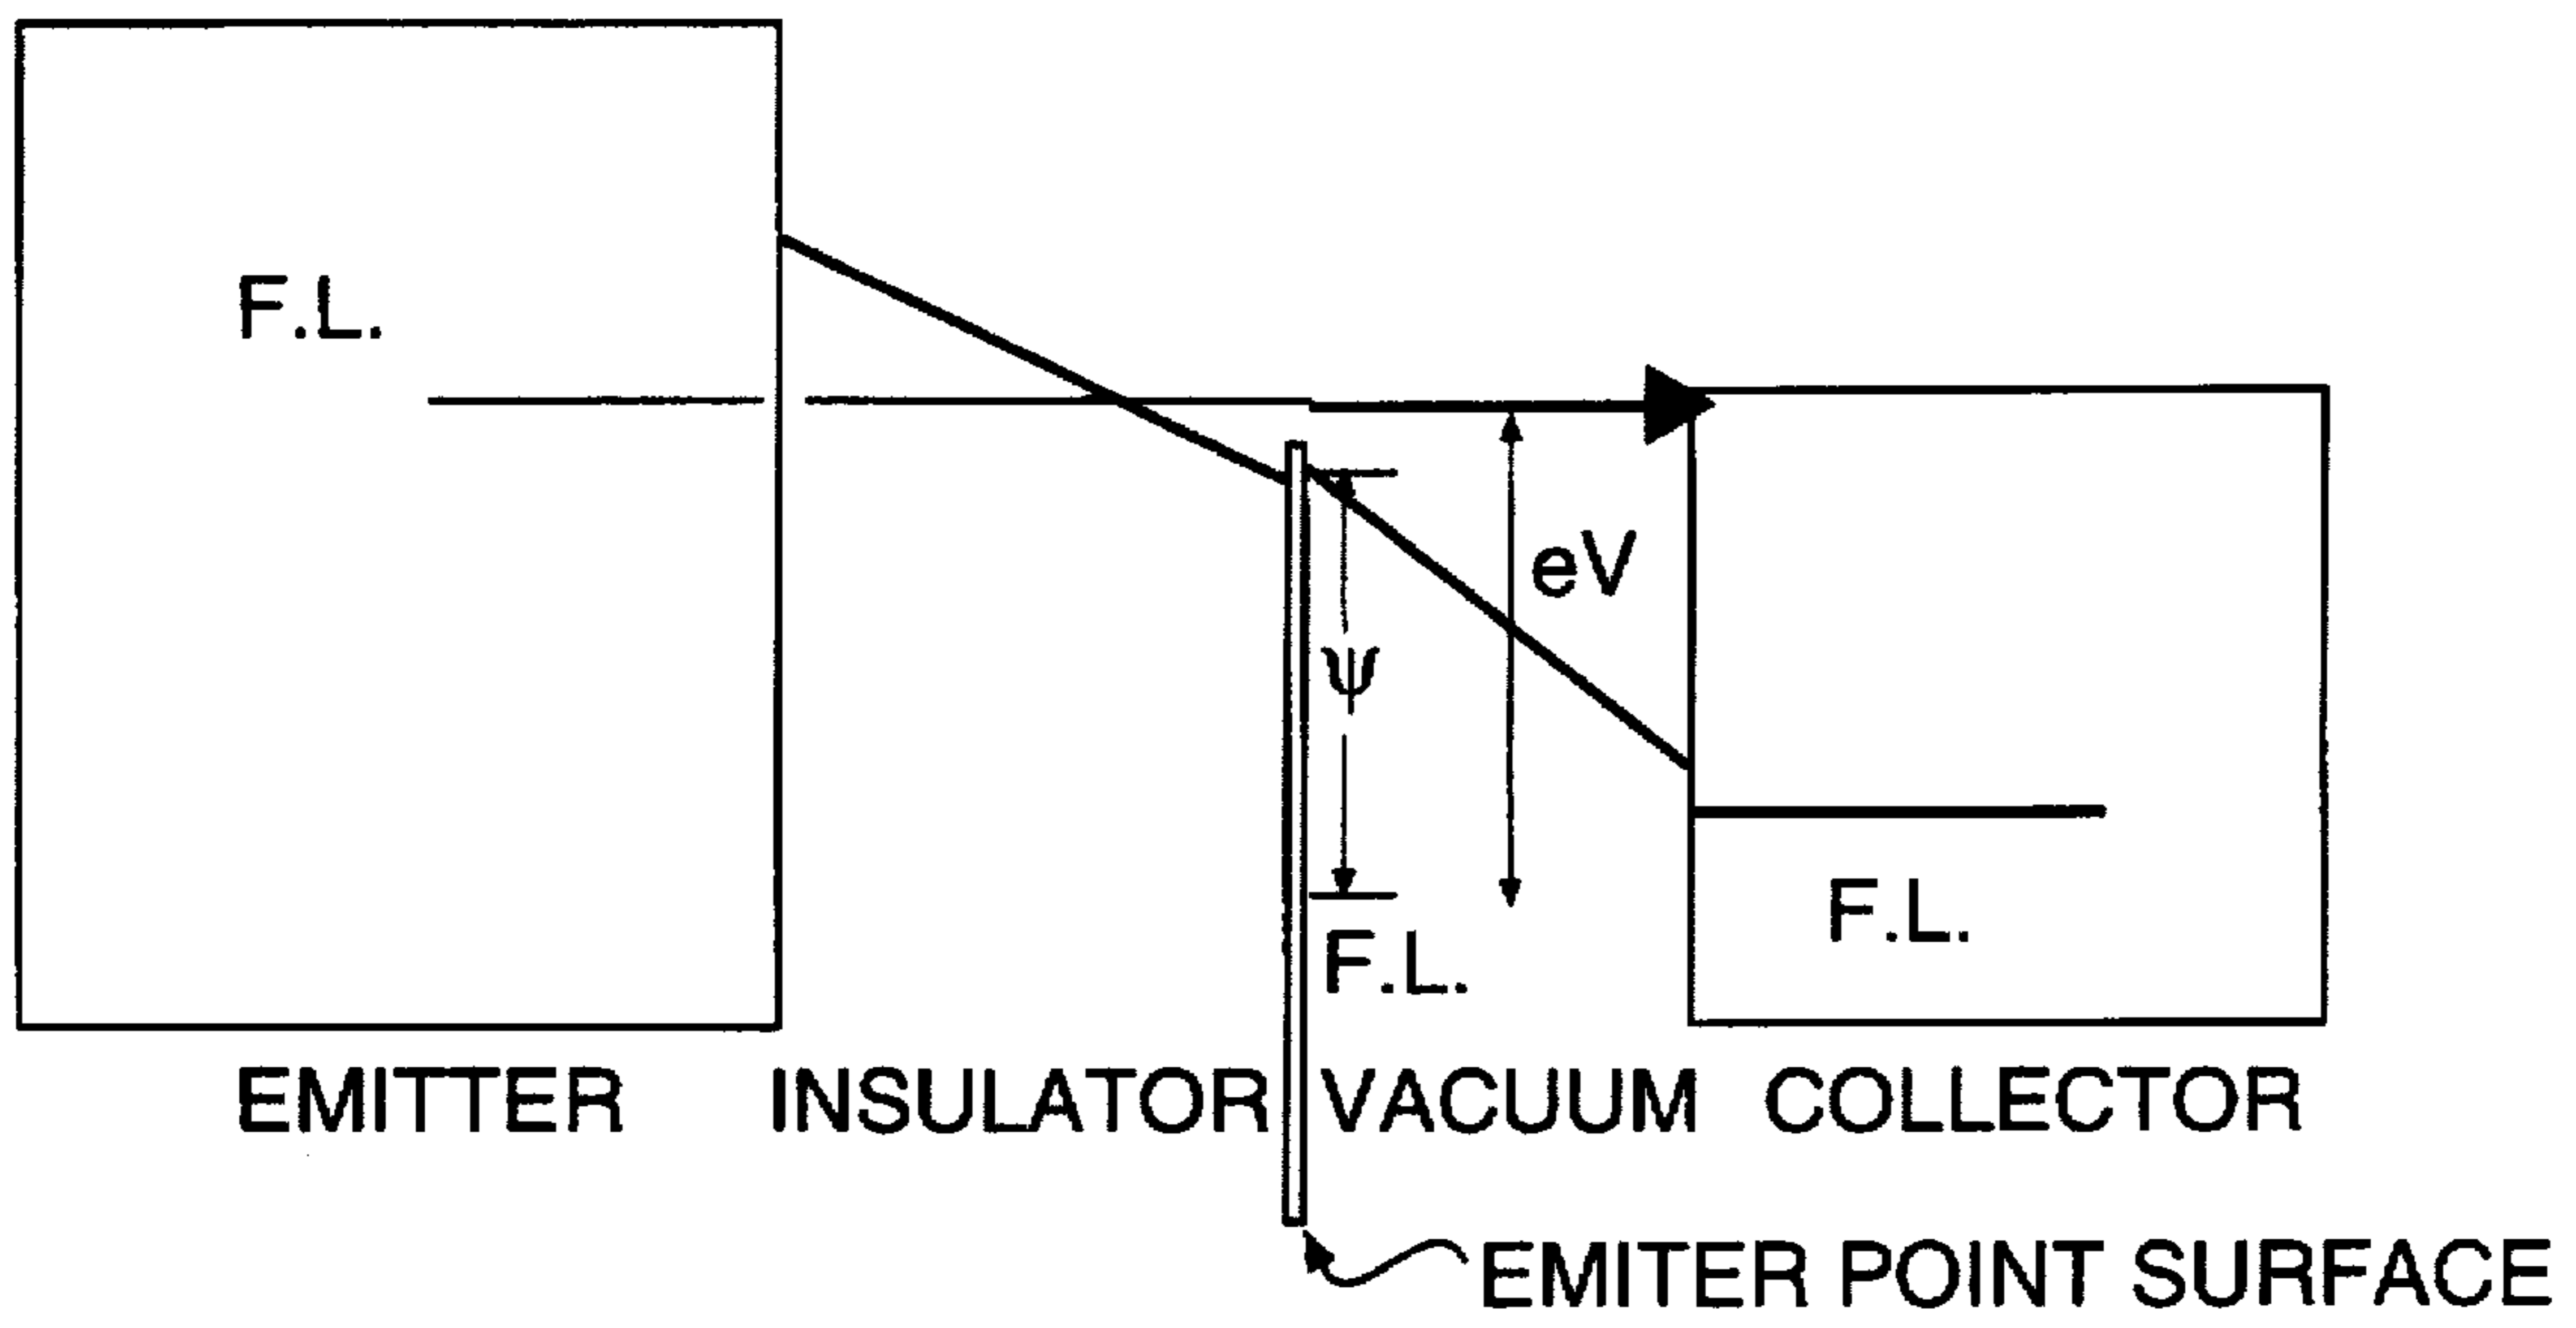 F.L.
eV
ψ
F.L.
F.L.
EMITTER INSULATOR VACUUM COLLECTOR
EMITER POINT SURFACE